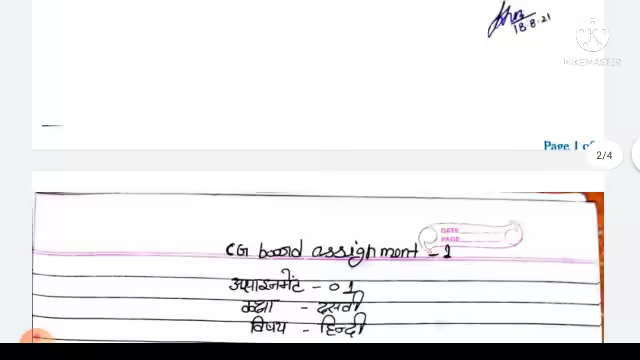 18.8.21
KINEMASTER
Page 1 of
2/4
DATE
PAGE
CG board assignment - 1
असाइनमेंट - 01
कक्षा - दसवीं
विषय - हिन्दी